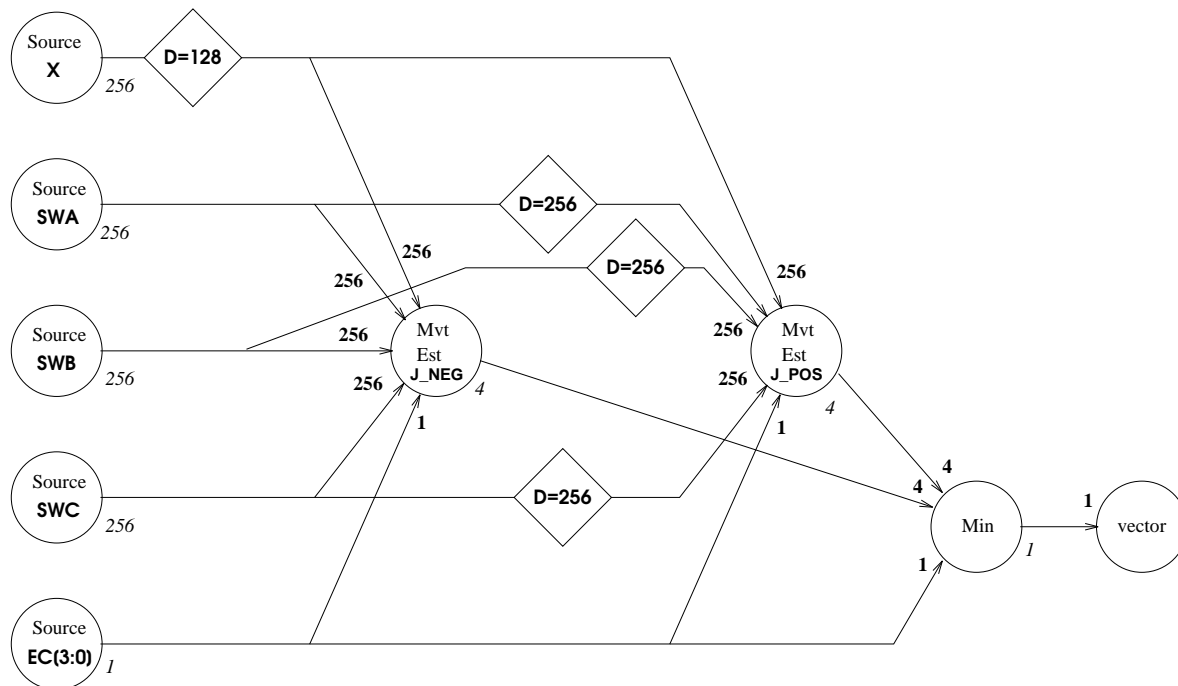 Source
X
256
D=128
Source
SWA
256
D=256
D=256
256
256
256
256
256
Source
SWB
256
Mvt
Est
J_NEG
4
256
256
Mvt
Est
J_POS
4
1
1
Source
SWC
256
D=256
4
4
Min
1
1
vector
1
Source
EC(3:0)
1